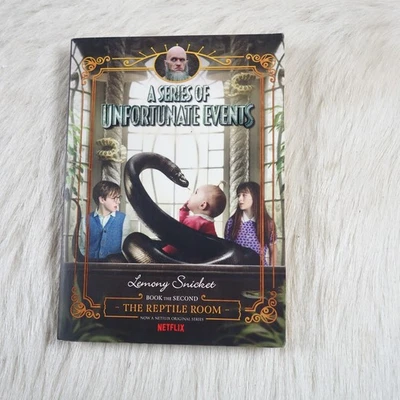 A SERIES OF
UNFORTUNATE EVENTS
Lemony Snicket
BOOK THE SECOND
- THE REPTILE ROOM -
NOW A NETFLIX ORIGINAL SERIES
NETFLIX